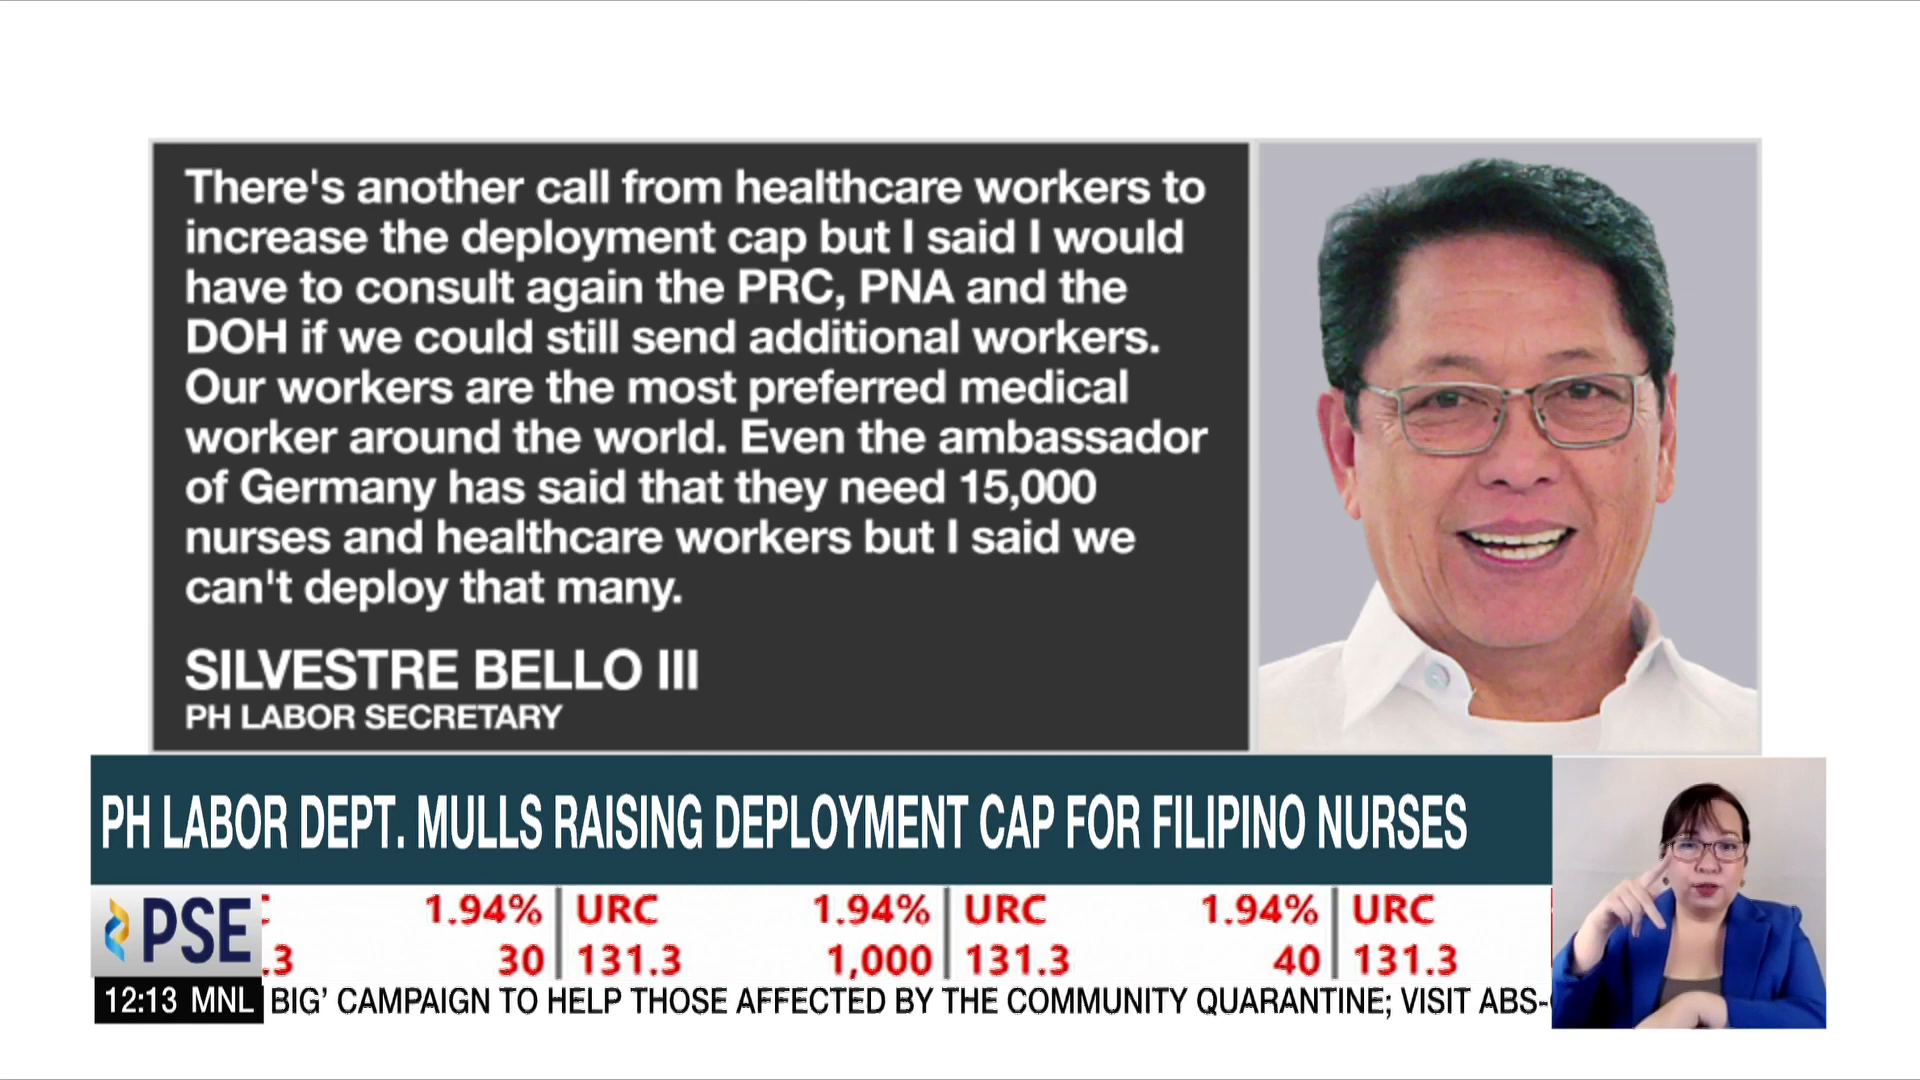 There's another call from healthcare workers to
increase the deployment cap but I said I would
have to consult again the PRC, PNA and the
DOH if we could still send additional workers.
Our workers are the most preferred medical
worker around the world. Even the ambassador
of Germany has said that they need 15,000
nurses and healthcare workers but I said we
can't deploy that many.
SILVESTRE BELLO III
PH LABOR SECRETARY
PH LABOR DEPT. MULLS RAISING DEPLOYMENT CAP FOR FILIPINO NURSES
PSE
1.94% URC 1.94% URC 1.94% URC
.3 30 131.3 1,000 131.3 40 131.3
12:13 MNL BIG' CAMPAIGN TO HELP THOSE AFFECTED BY THE COMMUNITY QUARANTINE; VISIT ABS-